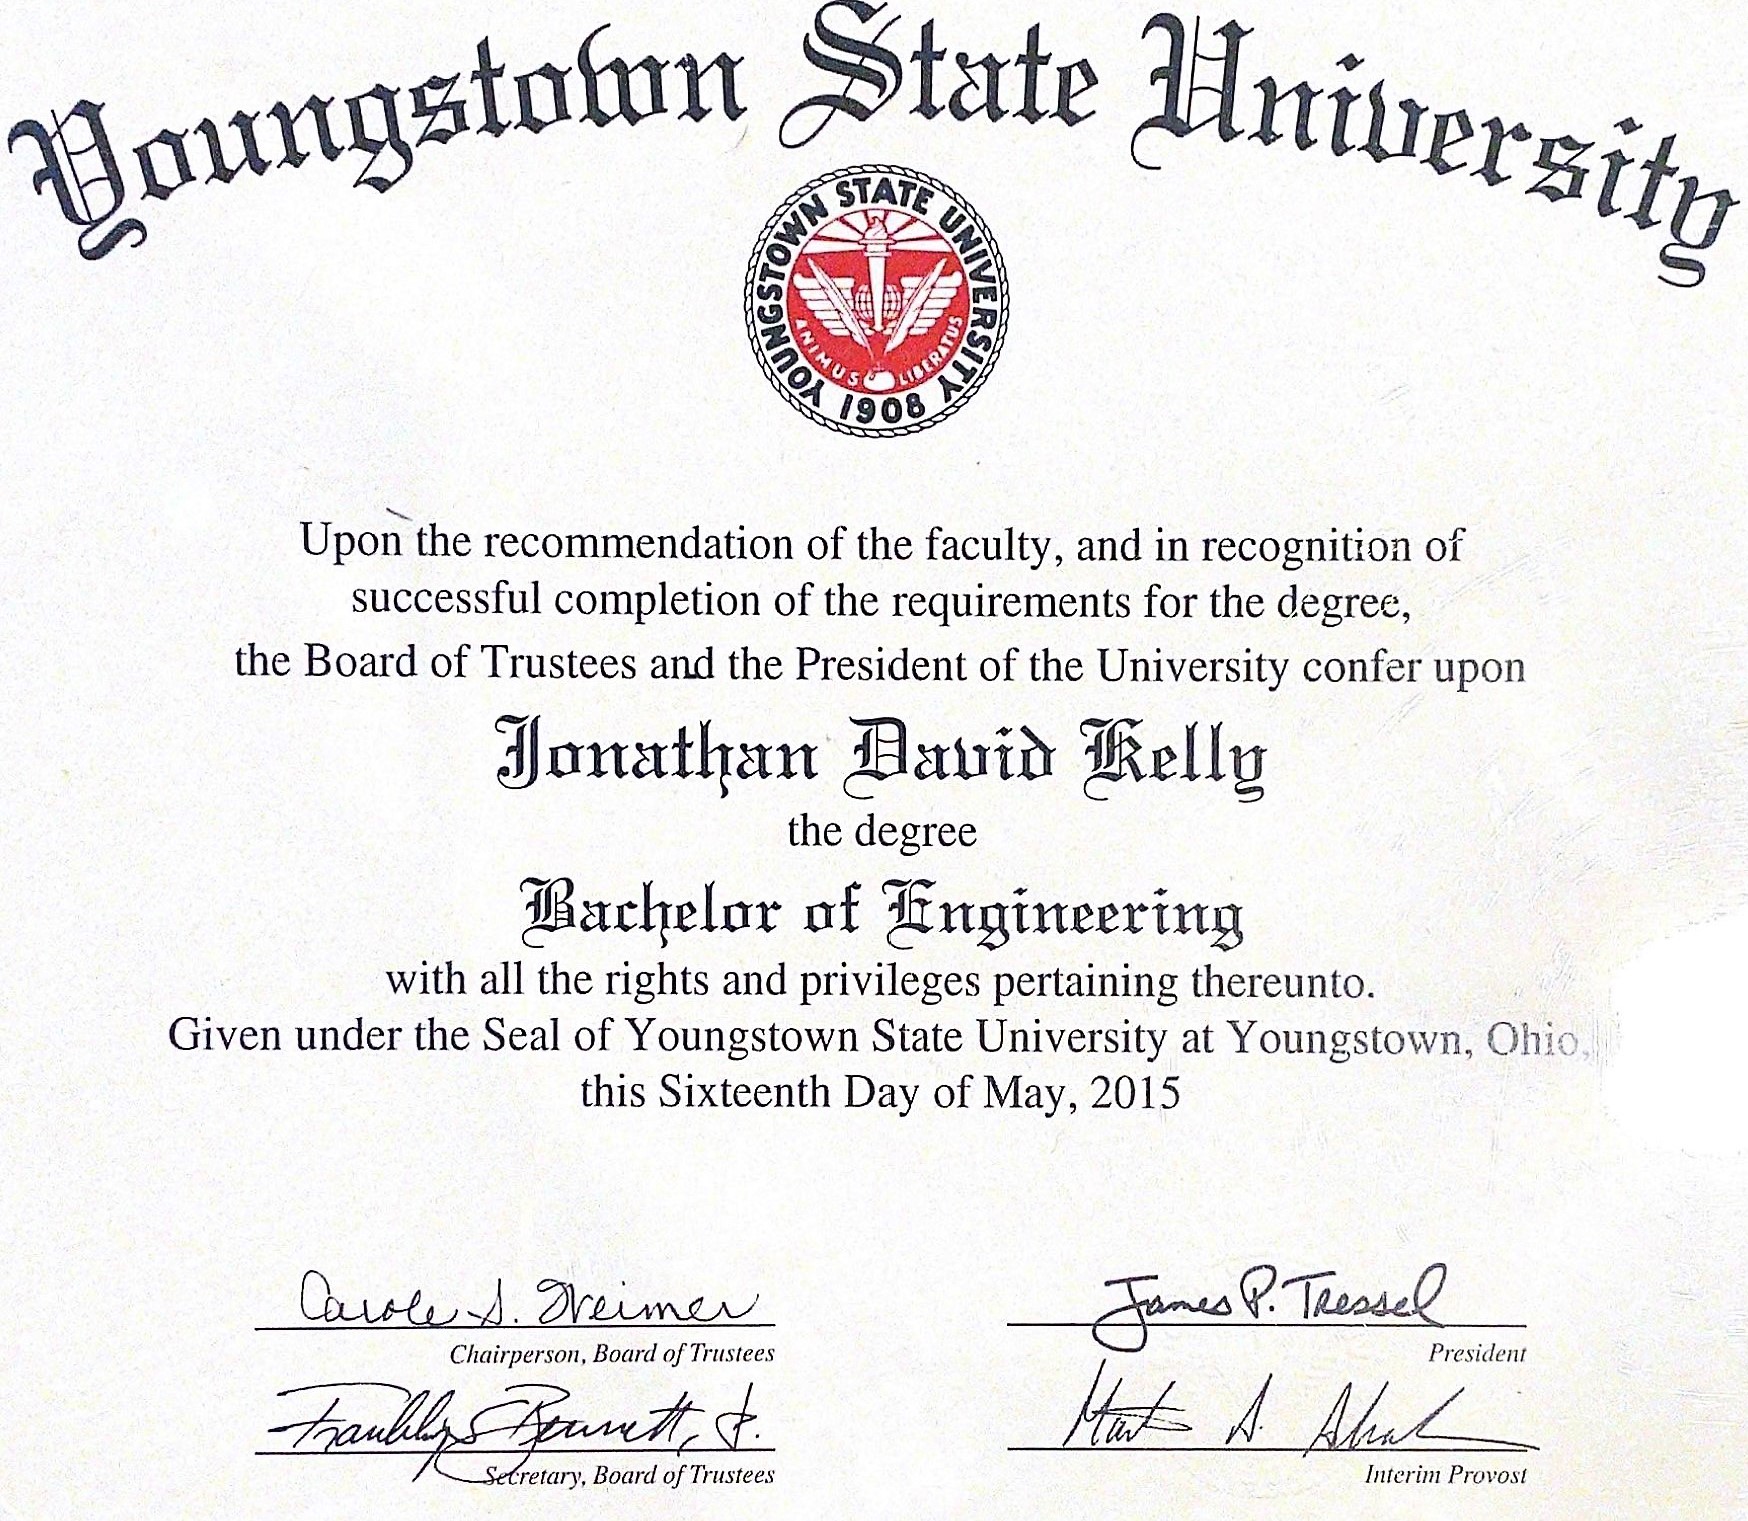 Youngstown State University
YOUNGSTOWN STATE UNIVERSITY
ANIMUS LIBERATUS
1908
Upon the recommendation of the faculty, and in recognition of
successful completion of the requirements for the degree,
the Board of Trustees and the President of the University confer upon
Jonathan David Kelly
the degree
Bachelor of Engineering
with all the rights and privileges pertaining thereunto.
Given under the Seal of Youngstown State University at Youngstown, Ohio,
this Sixteenth Day of May, 2015
Carole S. Weimer
James P. Tressel
Chairperson, Board of Trustees
President
Franklin S Bennett, Jr.
Secretary, Board of Trustees
Interim Provost